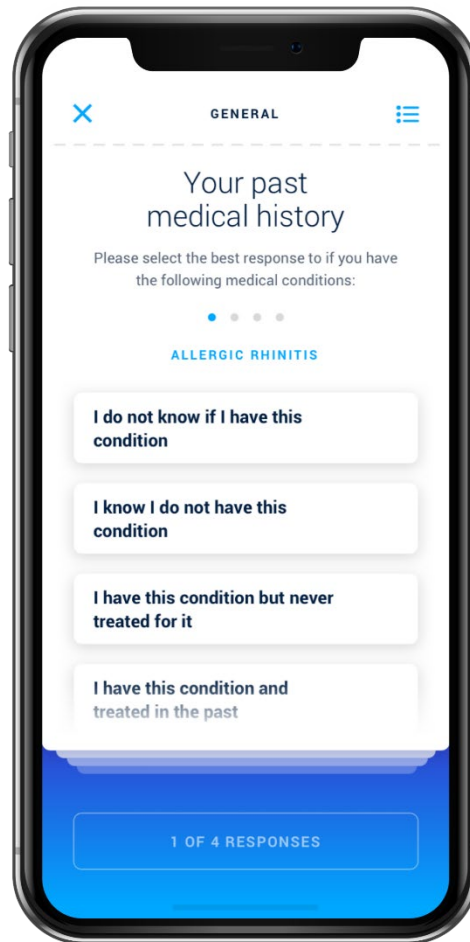 GENERAL
Your past
medical history
Please select the best response to if you have
the following medical conditions:
ALLERGIC RHINITIS
I do not know if I have this
condition
I know I do not have this
condition
I have this condition but never
treated for it
I have this condition and
treated in the past
1 OF 4 RESPONSES